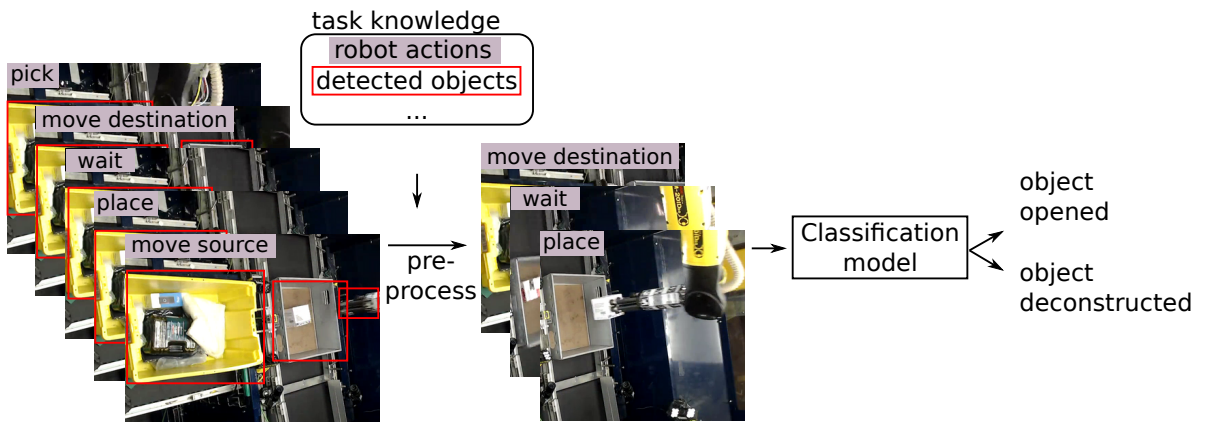 task knowledge
robot actions
detected objects
...
pick
move destination
wait
place
move source
pre-
process
move destination
wait
place
Classification
model
object
opened
object
deconstructed